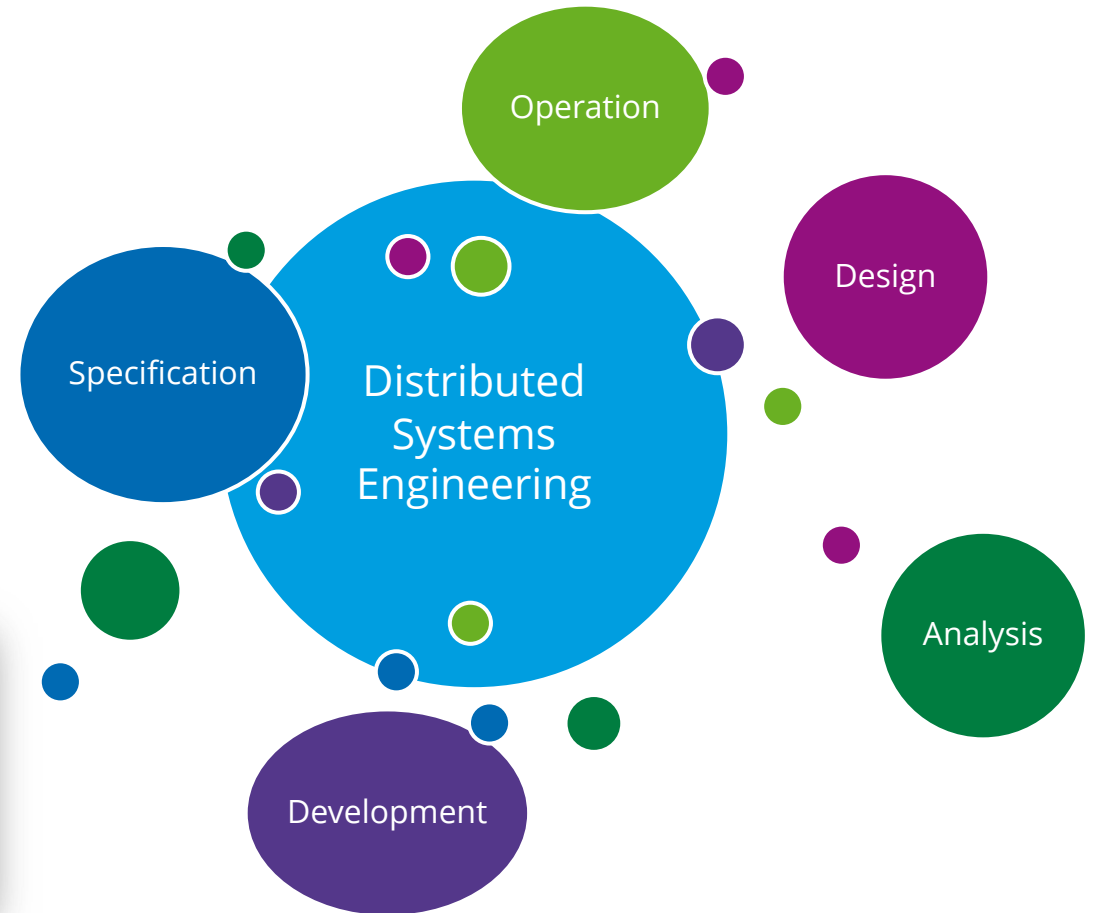 Operation
Design
Specification
Distributed
Systems
Engineering
Analysis
Development